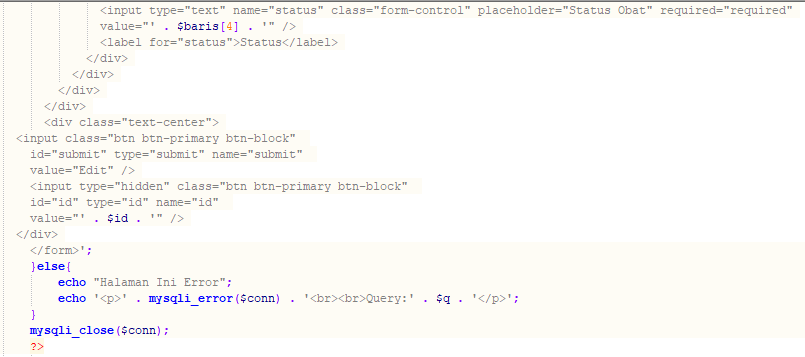 <input type="text" name="status" class="form-control" placeholder="Status Obat" required="required"
value="' . $baris[4] . '" />
<label for="status">Status</label>
</div>
</div>
</div>
</div>
<div class="text-center">
<input class="btn btn-primary btn-block"
id="submit" type="submit" name="submit"
value="Edit" />
<input type="hidden" class="btn btn-primary btn-block"
id="id" type="id" name="id"
value="' . $id . '" />
</div>
</form>';
}else{
echo "Halaman Ini Error";
echo '<p>' . mysqli_error($conn) . '<br><br>Query:' . $q . '</p>';
}
mysqli_close($conn);
?>